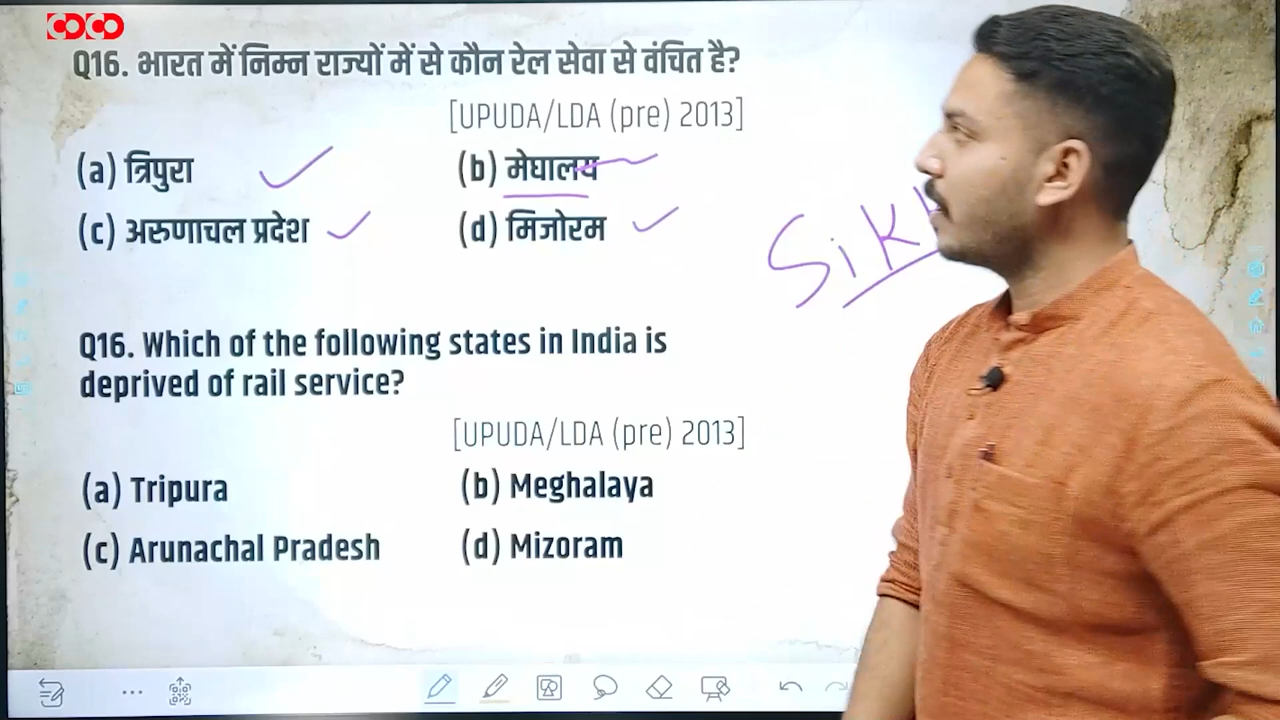 COCO
Q16. भारत में निम्न राज्यों में से कौन रेल सेवा से वंचित है?
[UPUDA/LDA (pre) 2013]
(a) त्रिपुरा (b) मेघालय
(c) अरुणाचल प्रदेश (d) मिजोरम
Q16. Which of the following states in India is
deprived of rail service?
[UPUDA/LDA (pre) 2013]
(a) Tripura (b) Meghalaya
(c) Arunachal Pradesh (d) Mizoram